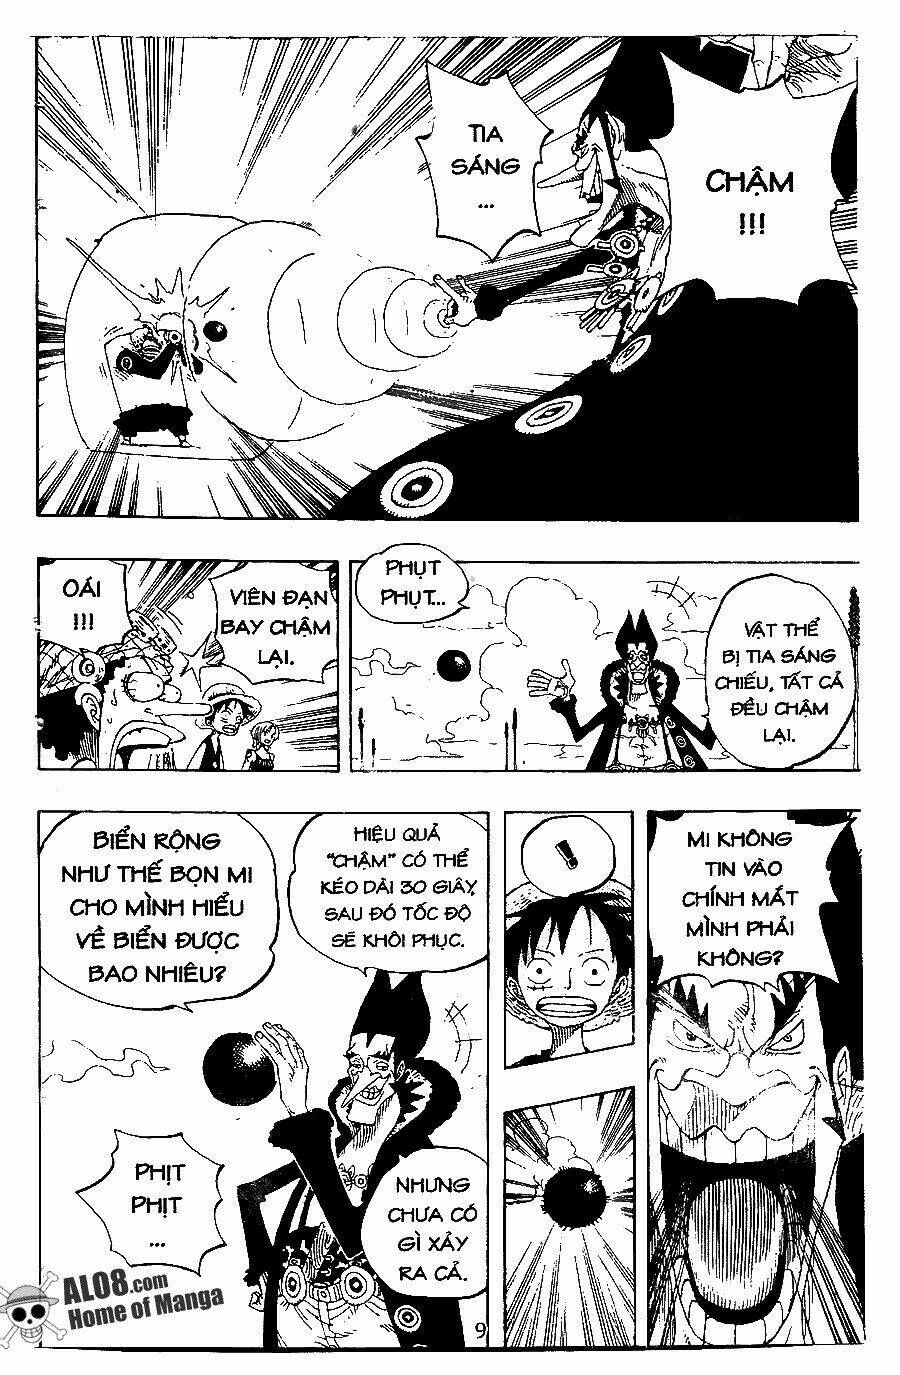 TIA
SÁNG
...
CHẬM
!!!
OÁI
!!!
VIÊN ĐẠN
BAY CHẬM
LẠI.
PHỤT
PHỤT...
VẬT THỂ
BỊ TIA SÁNG
CHIẾU, TẤT CẢ
ĐỀU CHẬM
LẠI.
BIỂN RỘNG
NHƯ THẾ BỌN MI
CHO MÌNH HIỂU
VỀ BIỂN ĐƯỢC
BAO NHIÊU?
HIỆU QUẢ
"CHẬM" CÓ THỂ
KÉO DÀI 30 GIÂY,
SAU ĐÓ TỐC ĐỘ
SẼ KHÔI PHỤC.
PHỊT
PHỊT
...
NHƯNG
CHƯA CÓ
GÌ XẢY
RA CẢ.
!
MI KHÔNG
TIN VÀO
CHÍNH MẮT
MÌNH PHẢI
KHÔNG?
9
ALO8.com
Home of Manga